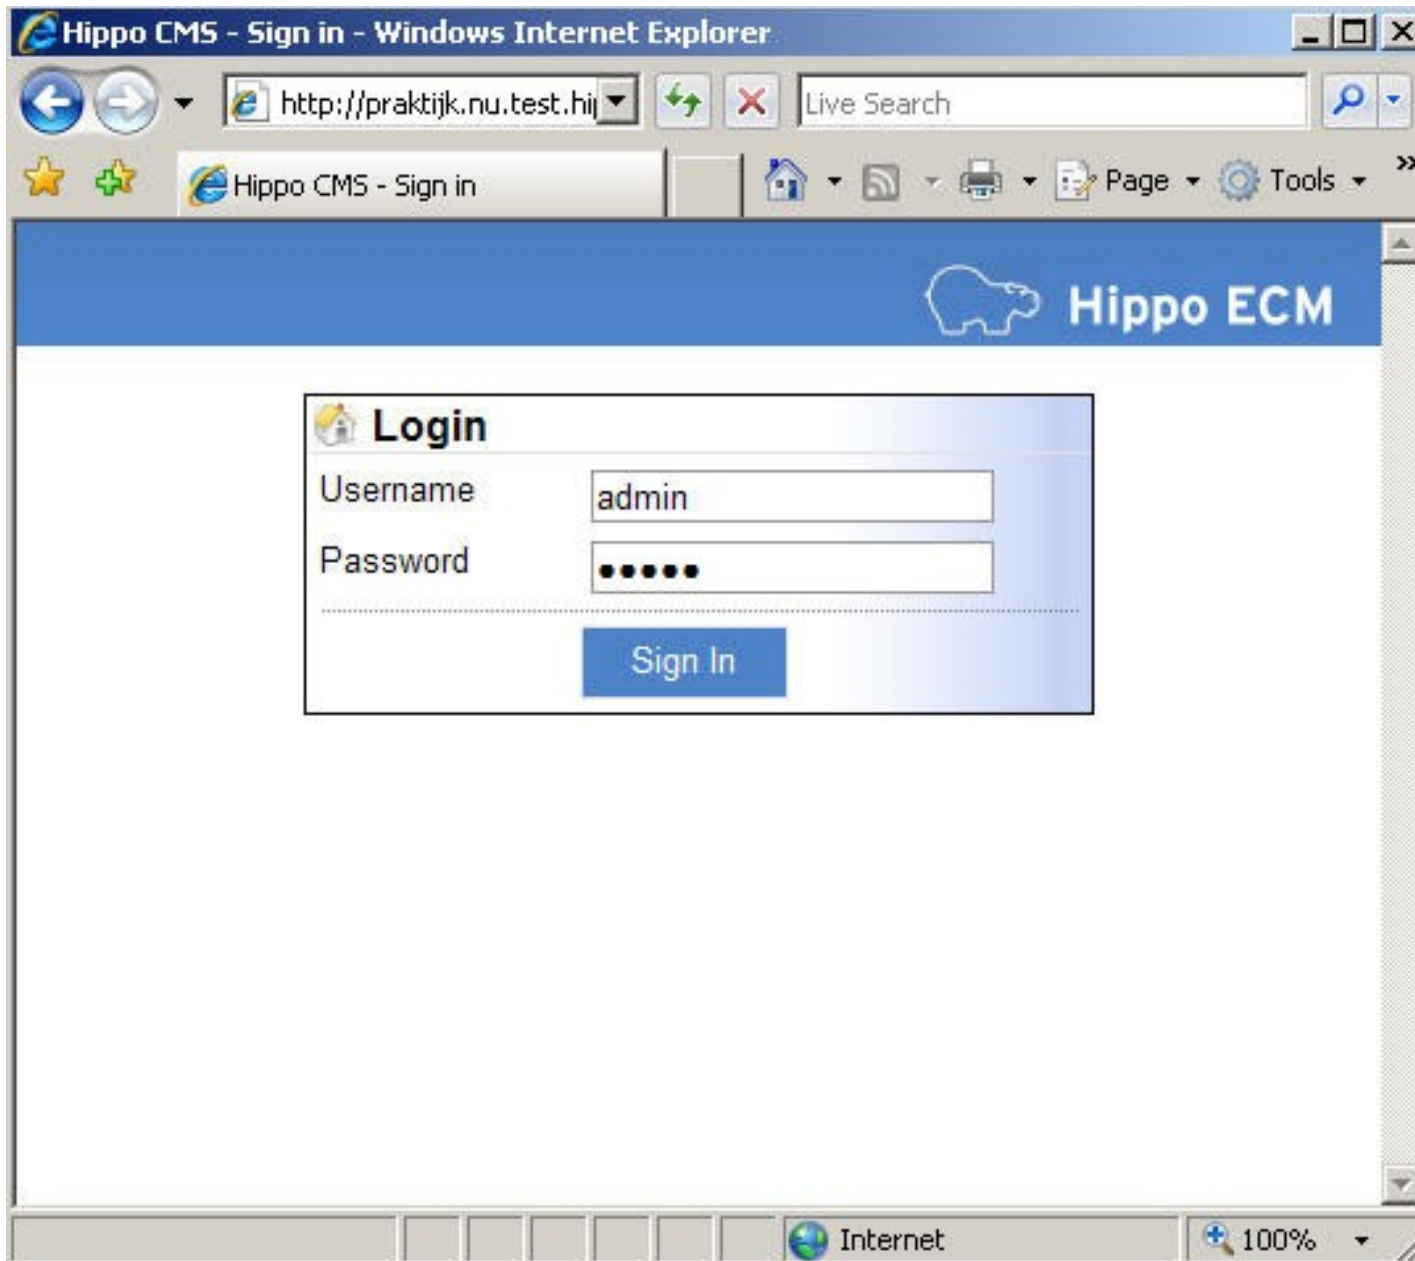 Hippo CMS - Sign in - Windows Internet Explorer
http://praktijk.nu.test.hip
Live Search
Hippo CMS - Sign in
Page
Tools
Hippo ECM
Login
Username
admin
Password
Sign In
Internet
100%